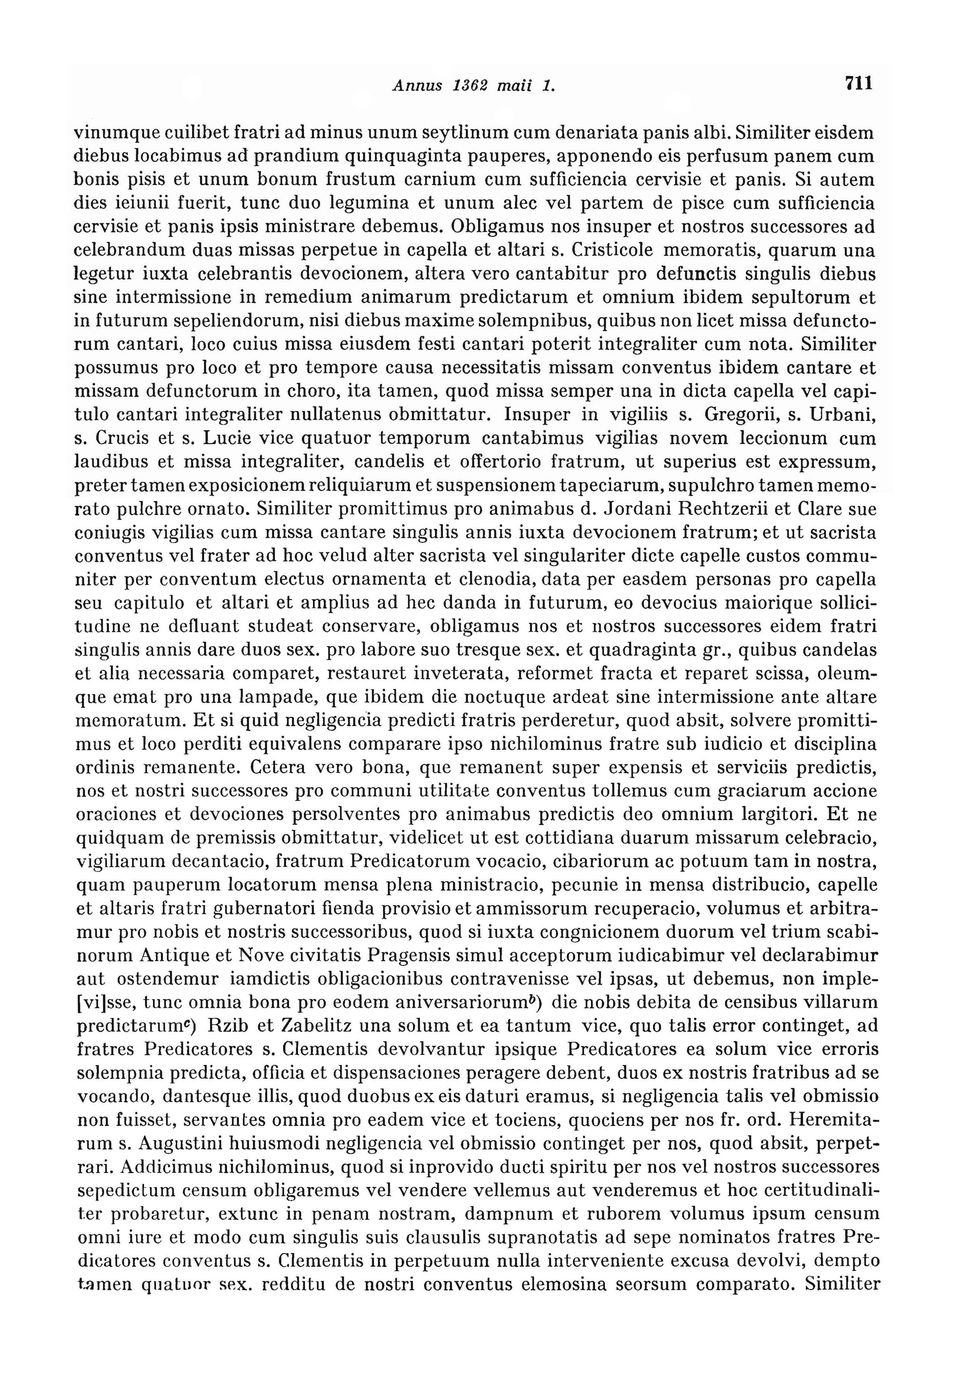 Annus 1362 maii 1. 711
vinumque cuilibet fratri ad minus unum seytlinum cum denariata panis albi. Similiter eisdem
diebus locabimus ad prandium quinquaginta pauperes, apponendo eis perfusum panem cum
bonis pisis et unum bonum frustum carnium cum sufficiencia cervisie et panis. Si autem
dies ieiunii fuerit, tunc duo legumina et unum alec vel partem de pisce cum sufficiencia
cervisie et panis ipsis ministrare debemus. Obligamus nos insuper et nostros successores ad
celebrandum duas missas perpetue in capella et altari s. Cristicole memoratis, quarum una
legetur iuxta celebrantis devocionem, altera vero cantabitur pro defunctis singulis diebus
sine intermissione in remedium animarum predictarum et omnium ibidem sepultorum et
in futurum sepeliendorum, nisi diebus maxime solempnibus, quibus non licet missa defuncto-
rum cantari, loco cuius missa eiusdem festi cantari poterit integraliter cum nota. Similiter
possumus pro loco et pro tempore causa necessitatis missam conventus ibidem cantare et
missam defunctorum in choro, ita tamen, quod missa semper una in dicta capella vel capi-
tulo cantari integraliter nullatenus obmittatur. Insuper in vigiliis s. Gregorii, s. Urbani,
s. Crucis et s. Lucie vice quatuor temporum cantabimus vigilias novem leccionum cum
laudibus et missa integraliter, candelis et offertorio fratrum, ut superius est expressum,
preter tamen exposicionem reliquiarum et suspensionem tapeciarum, supulchro tamen memo-
rato pulchre ornato. Similiter promittimus pro animabus d. Jordani Rechtzerii et Clare sue
coniugis vigilias cum missa cantare singulis annis iuxta devocionem fratrum; et ut sacrista
conventus vel frater ad hoc velud alter sacrista vel singulariter dicte capelle custos commu-
niter per conventum electus ornamenta et clenodia, data per easdem personas pro capella
seu capitulo et altari et amplius ad hec danda in futurum, eo devocius maiorique sollici-
tudine ne defluant studeat conservare, obligamus nos et nostros successores eidem fratri
singulis annis dare duos sex. pro labore suo tresque sex. et quadraginta gr., quibus candelas
et alia necessaria comparet, restauret inveterata, reformet fracta et reparet scissa, oleum-
que emat pro una lampade, que ibidem die noctuque ardeat sine intermissione ante altare
memoratum. Et si quid negligencia predicti fratris perderetur, quod absit, solvere promitti-
mus et loco perditi equivalens comparare ipso nichilominus fratre sub iudicio et disciplina
ordinis remanente. Cetera vero bona, que remanent super expensis et serviciis predictis,
nos et nostri successores pro communi utilitate conventus tollemus cum graciarum accione
oraciones et devociones persolventes pro animabus predictis deo omnium largitori. Et ne
quidquam de premissis obmittatur, videlicet ut est cottidiana duarum missarum celebracio,
vigiliarum decantacio, fratrum Predicatorum vocacio, cibariorum ac potuum tam in nostra,
quam pauperum locatorum mensa plena ministracio, pecunie in mensa distribucio, capelle
et altaris fratri gubernatori fienda provisio et ammissorum recuperacio, volumus et arbitra-
mur pro nobis et nostris successoribus, quod si iuxta congnicionem duorum vel trium scabi-
norum Antique et Nove civitatis Pragensis simul acceptorum iudicabimur vel declarabimur
aut ostendemur iamdictis obligacionibus contravenisse vel ipsas, ut debemus, non imple-
[vi]sse, tunc omnia bona pro eodem aniversariorumᵇ) die nobis debita de censibus villarum
predictarumᶜ) Rzib et Zabelitz una solum et ea tantum vice, quo talis error continget, ad
fratres Predicatores s. Clementis devolvantur ipsique Predicatores ea solum vice erroris
solempnia predicta, officia et dispensaciones peragere debent, duos ex nostris fratribus ad se
vocando, dantesque illis, quod duobus ex eis daturi eramus, si negligencia talis vel obmissio
non fuisset, servantes omnia pro eadem vice et tociens, quociens per nos fr. ord. Heremita-
rum s. Augustini huiusmodi negligencia vel obmissio continget per nos, quod absit, perpet-
rari. Addicimus nichilominus, quod si inprovido ducti spiritu per nos vel nostros successores
sepedictum censum obligaremus vel vendere vellemus aut venderemus et hoc certitudinali-
ter probaretur, extunc in penam nostram, dampnum et ruborem volumus ipsum censum
omni iure et modo cum singulis suis clausulis supranotatis ad sepe nominatos fratres Pre-
dicatores conventus s. Clementis in perpetuum nulla interveniente excusa devolvi, dempto
tamen quatuor sex. redditu de nostri conventus elemosina seorsum comparato. Similiter